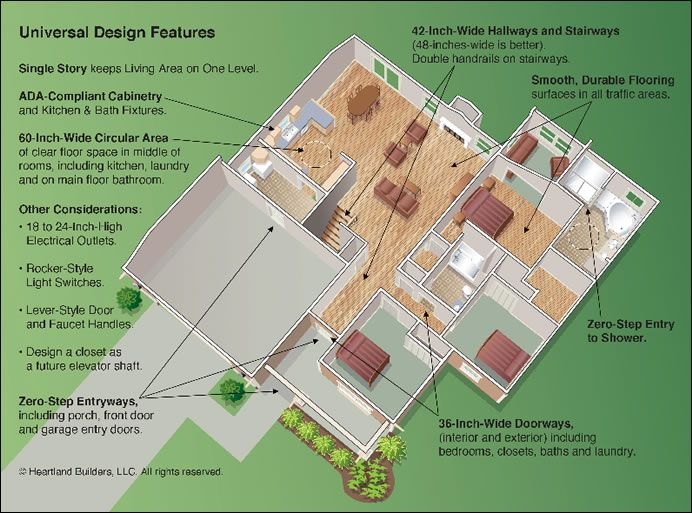 Universal Design Features
Single Story keeps Living Area on One Level.
ADA-Compliant Cabinetry
and Kitchen & Bath Fixtures.
60-Inch-Wide Circular Area
of clear floor space in middle of
rooms, including kitchen, laundry
and on main floor bathroom.
Other Considerations:
• 18 to 24-Inch-High
Electrical Outlets.
• Rocker-Style
Light Switches.
• Lever-Style Door
and Faucet Handles.
• Design a closet as
a future elevator shaft.
Zero-Step Entryways,
including porch, front door
and garage entry doors.
© Heartland Builders, LLC. All rights reserved.
42-Inch-Wide Hallways and Stairways
(48-inches-wide is better).
Double handrails on stairways.
Smooth, Durable Flooring
surfaces in all traffic areas.
Zero-Step Entry
to Shower.
36-Inch-Wide Doorways,
(interior and exterior) including
bedrooms, closets, baths and laundry.